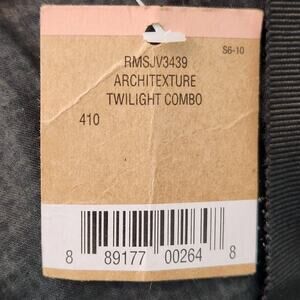 RMSJV3439
S6-10
ARCHITEXTURE
TWILIGHT COMBO
410
8 89177 00264 8